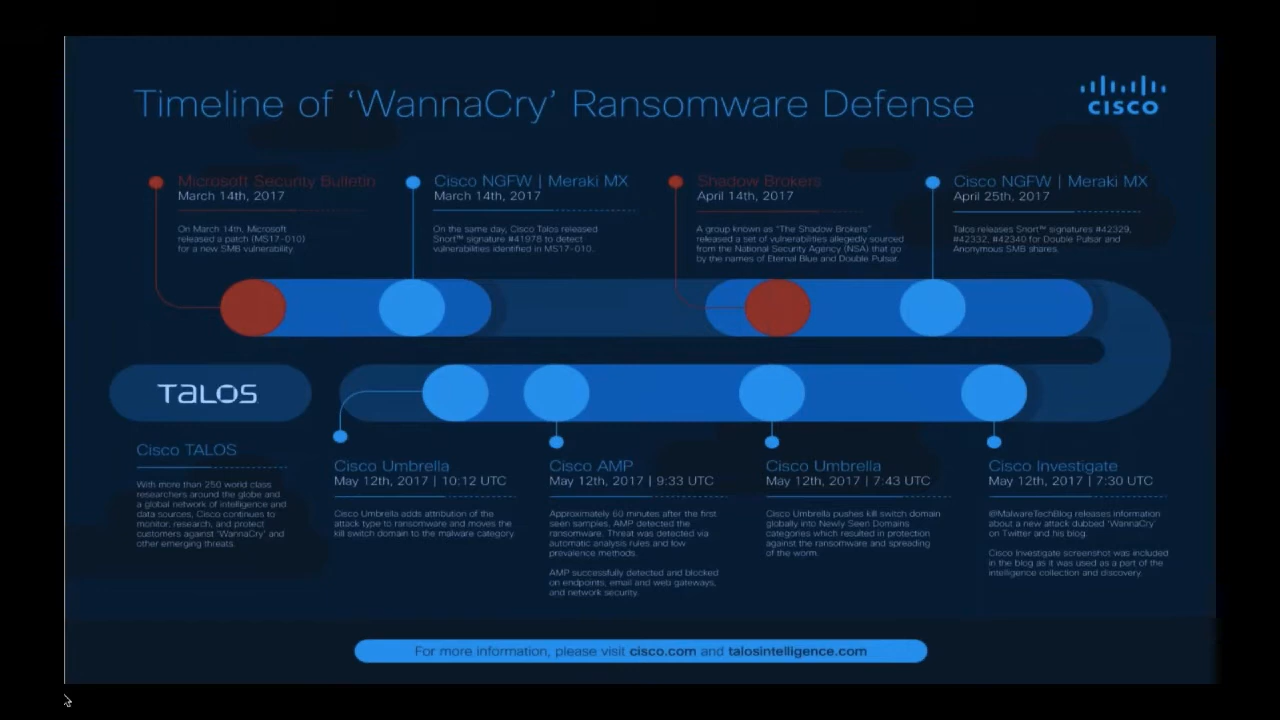 Timeline of ‘WannaCry’ Ransomware Defense
CISCO
Microsoft Security Bulletin
March 14th, 2017
On March 14th, Microsoft
released a patch (MS17-010)
for a new SMB vulnerability.
Cisco NGFW | Meraki MX
March 14th, 2017
On the same day, Cisco Talos released
Snort™ signature #41978 to detect
vulnerabilities identified in MS17-010.
Shadow Brokers
April 14th, 2017
A group known as “The Shadow Brokers”
released a set of vulnerabilities allegedly sourced
from the National Security Agency (NSA) that go
by the names of Eternal Blue and Double Pulsar.
Cisco NGFW | Meraki MX
April 25th, 2017
Talos releases Snort™ signatures #42329,
#42332, #42340 for Double Pulsar and
Anonymous SMB shares.
TALOS
Cisco TALOS
With more than 250 world class
researchers around the globe and
a global network of intelligence and
data sources, Cisco continues to
monitor, research, and protect
customers against ‘WannaCry’ and
other emerging threats.
Cisco Umbrella
May 12th, 2017 | 10:12 UTC
Cisco Umbrella adds attribution of the
attack type to ransomware and moves the
kill switch domain to the malware category.
Cisco AMP
May 12th, 2017 | 9:33 UTC
Approximately 60 minutes after the first
seen samples, AMP detected the
ransomware. Threat was detected via
automatic analysis rules and low
prevalence methods.
AMP successfully detected and blocked
on endpoints, email and web gateways,
and network security.
Cisco Umbrella
May 12th, 2017 | 7:43 UTC
Cisco Umbrella pushes kill switch domain
globally into Newly Seen Domains
categories which resulted in protection
against the ransomware and spreading
of the worm.
Cisco Investigate
May 12th, 2017 | 7:30 UTC
@MalwareTechBlog releases information
about a new attack dubbed ‘WannaCry’
on Twitter and his blog.
Cisco Investigate screenshot was included
in the blog as it was used as a part of the
intelligence collection and discovery.
For more information, please visit cisco.com and talosintelligence.com